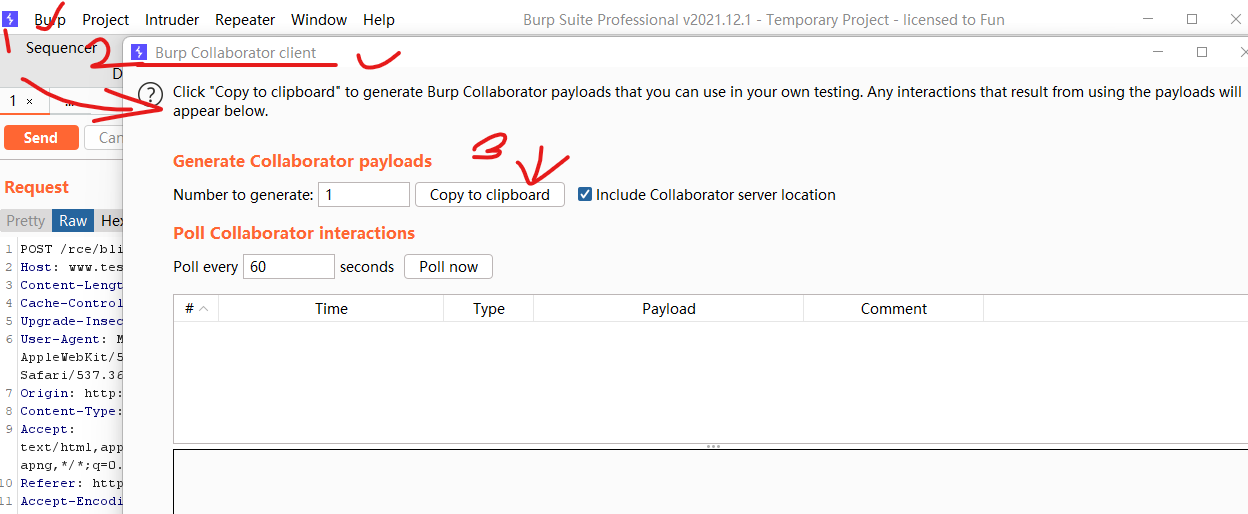 Burp Project Intruder Repeater Window Help Burp Suite Professional v2021.12.1 - Temporary Project - licensed to Fun
1
Sequencer
2
Burp Collaborator client
D
1 ×
...
Click "Copy to clipboard" to generate Burp Collaborator payloads that you can use in your own testing. Any interactions that result from using the payloads will
appear below.
Send Can
3
Generate Collaborator payloads
Request
Number to generate: 1 Copy to clipboard Include Collaborator server location
Pretty Raw Hex
Poll Collaborator interactions
Poll every 60 seconds Poll now
# Time Type Payload Comment
1 POST /rce/bli
2 Host: www.tes
3 Content-Lengt
4 Cache-Control
5 Upgrade-Insec
6 User-Agent: M
AppleWebKit/5
Safari/537.36
7 Origin: http:
8 Content-Type:
9 Accept:
text/html,app
apng,*/*;q=0.
10 Referer: http
11 Accept-Encodi